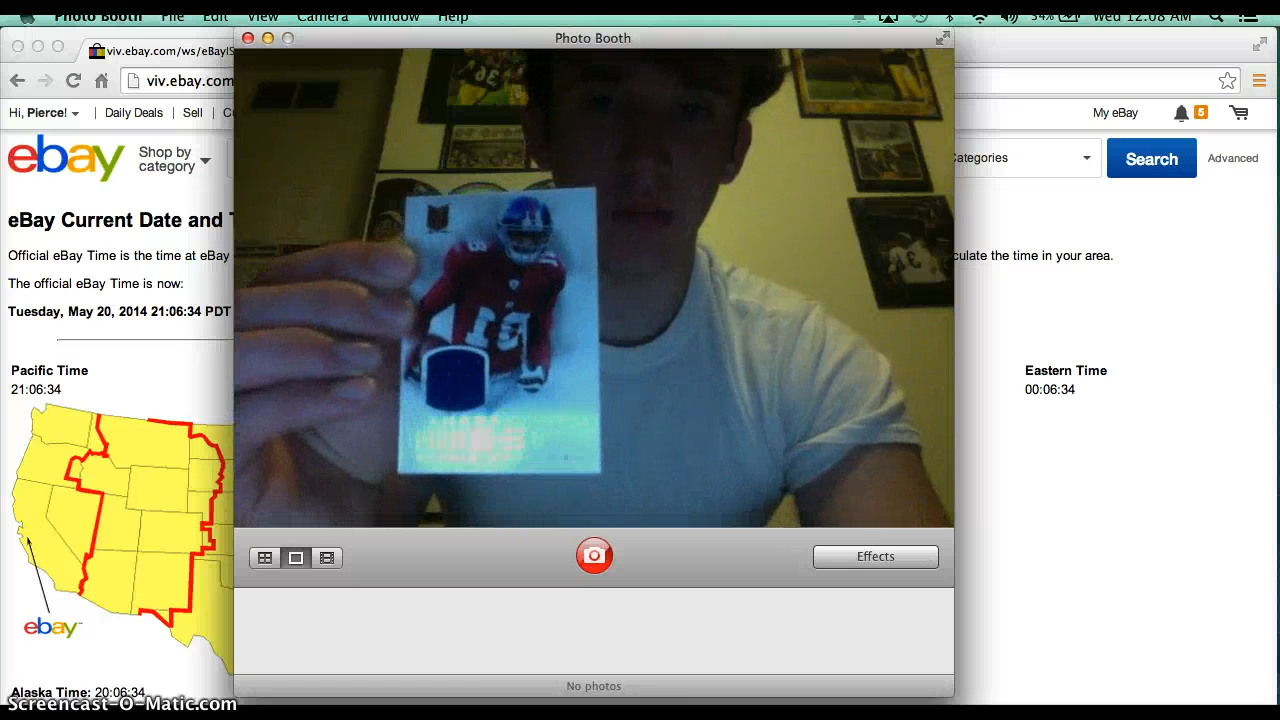 Photo Booth File Edit View Camera Window Help 34% Wed 12:08 AM
viv.ebay.com/ws/eBayIS
Photo Booth
viv.ebay.com
Hi, Pierce! Daily Deals Sell My eBay 5
ebay Shop by category Categories Search Advanced
eBay Current Date and T
Official eBay Time is the time at eBay culate the time in your area.
The official eBay Time is now:
Tuesday, May 20, 2014 21:06:34 PDT
Pacific Time
21:06:34
Eastern Time
00:06:34
Effects
ebay
No photos
Alaska Time: 20:06:34
Screencast-O-Matic.com